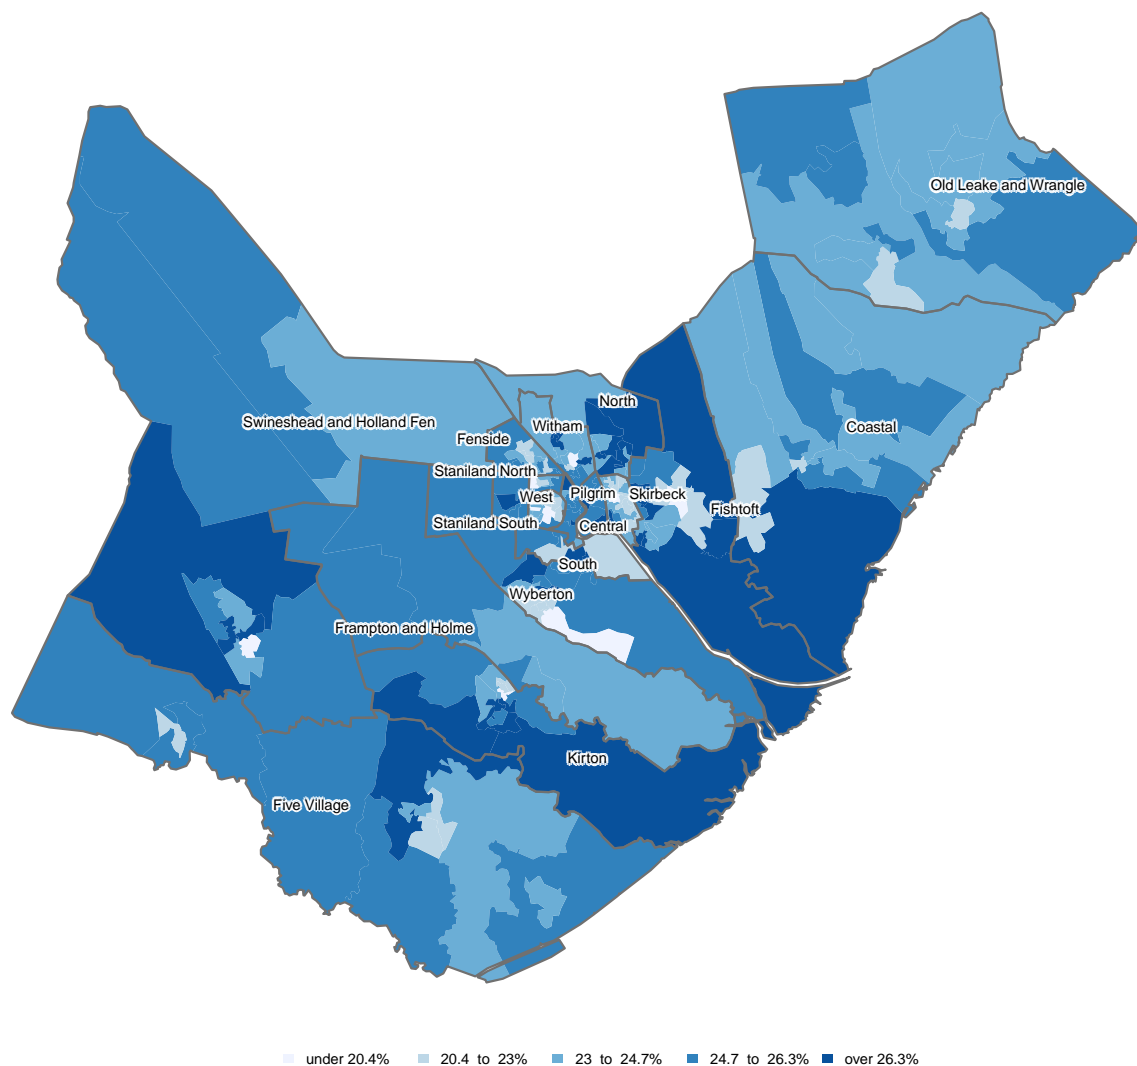 Old Leake and Wrangle
North
Swineshead and Holland Fen
Witham
Coastal
Fenside
Staniland North
West
Pilgrim
Skirbeck
Fishtoft
Staniland South
Central
South
Wyberton
Frampton and Holme
Kirton
Five Village
under 20.4%
20.4 to 23%
23 to 24.7%
24.7 to 26.3%
over 26.3%